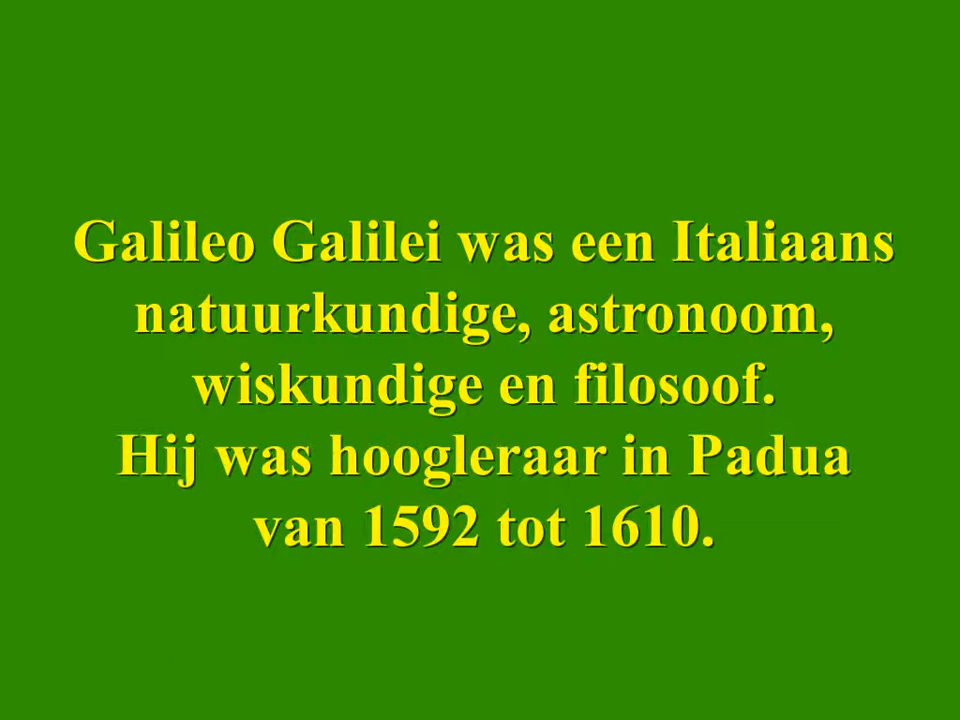 Galileo Galilei was een Italiaans
natuurkundige, astronoom,
wiskundige en filosoof.
Hij was hoogleraar in Padua
van 1592 tot 1610.